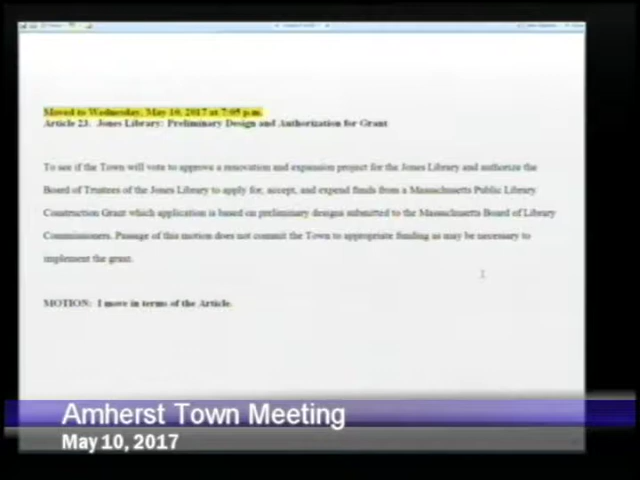 Moved to Wednesday, May 10, 2017 at 7:05 p.m.
Article 23. Jones Library: Preliminary Design and Authorization for Grant
To see if the Town will vote to approve a renovation and expansion project for the Jones Library and authorize the
Board of Trustees of the Jones Library to apply for, accept, and expend funds from a Massachusetts Public Library
Construction Grant which application is based on preliminary designs submitted to the Massachusetts Board of Library
Commissioners. Passage of this motion does not commit the Town to appropriate funding as may be necessary to
implement the grant.
MOTION: I move in terms of the Article.
Amherst Town Meeting
May 10, 2017